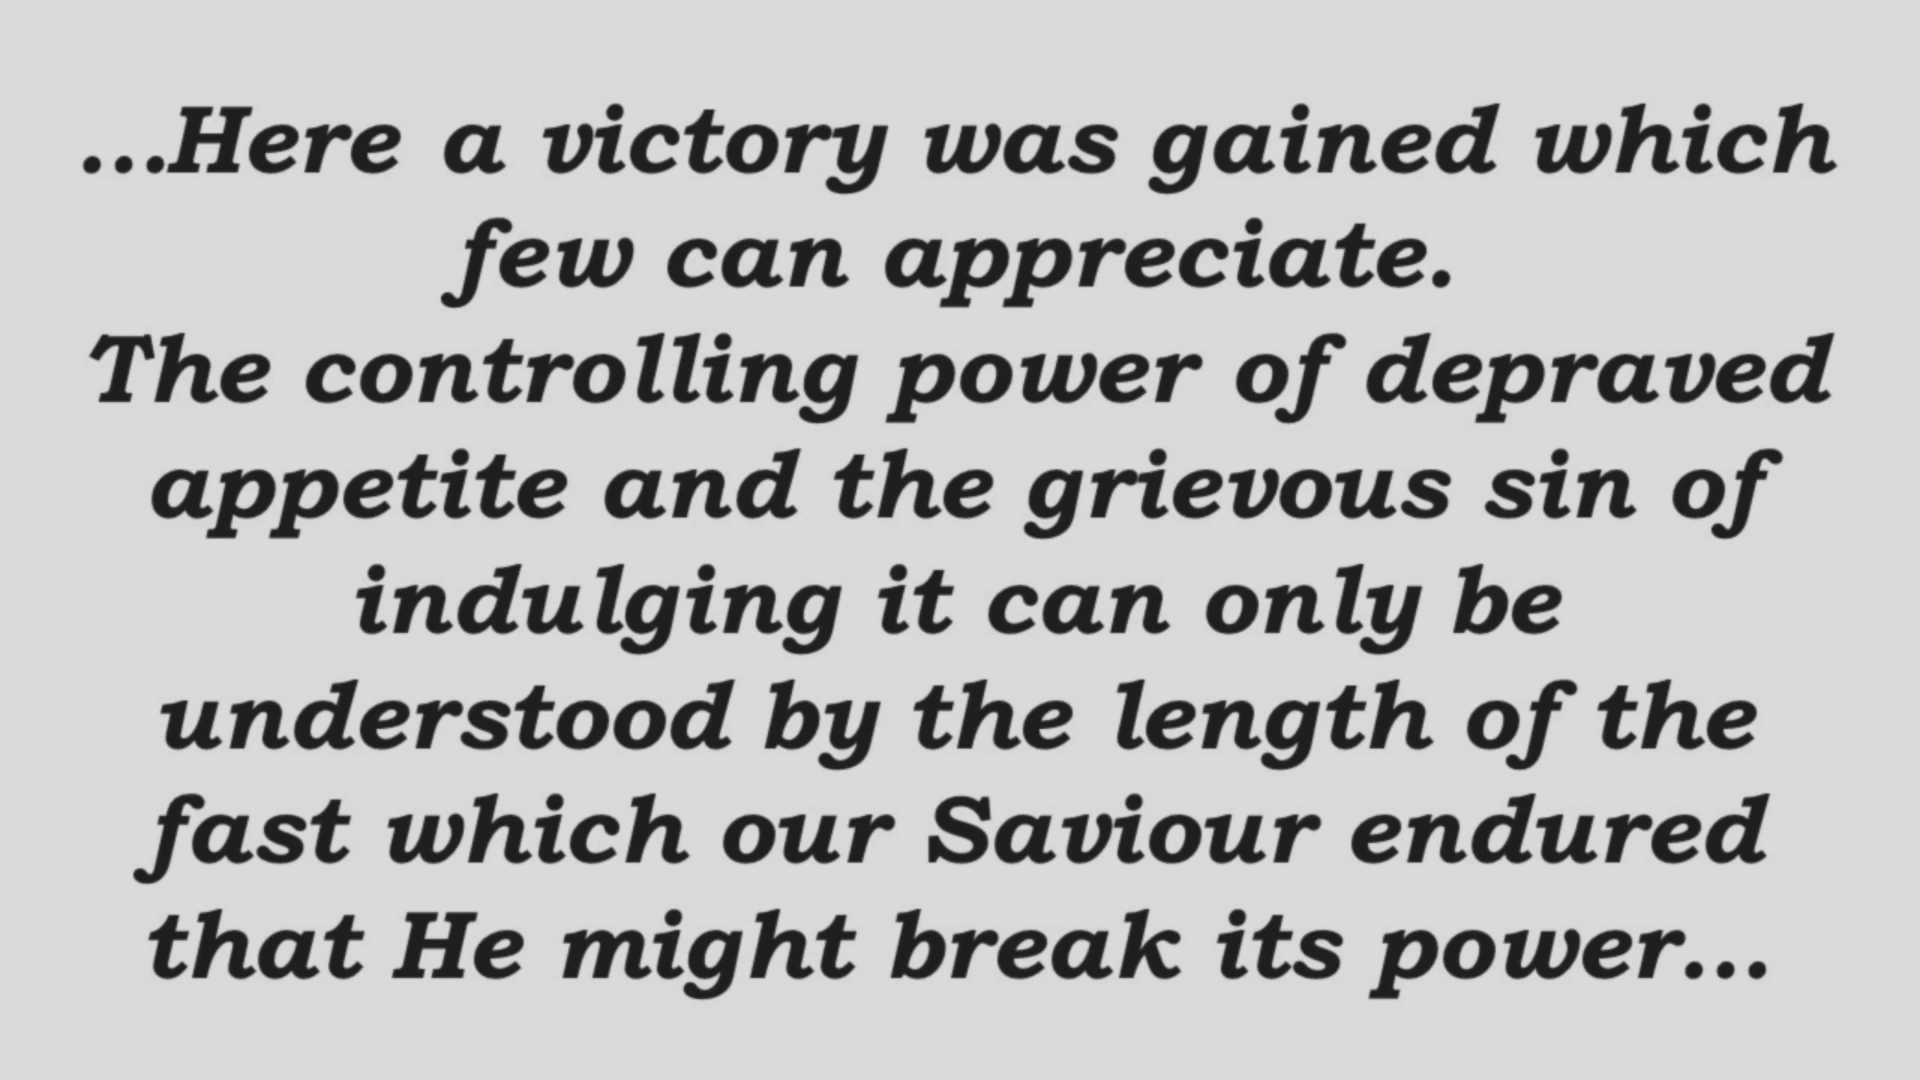 ...Here a victory was gained which
few can appreciate.
The controlling power of depraved
appetite and the grievous sin of
indulging it can only be
understood by the length of the
fast which our Saviour endured
that He might break its power...